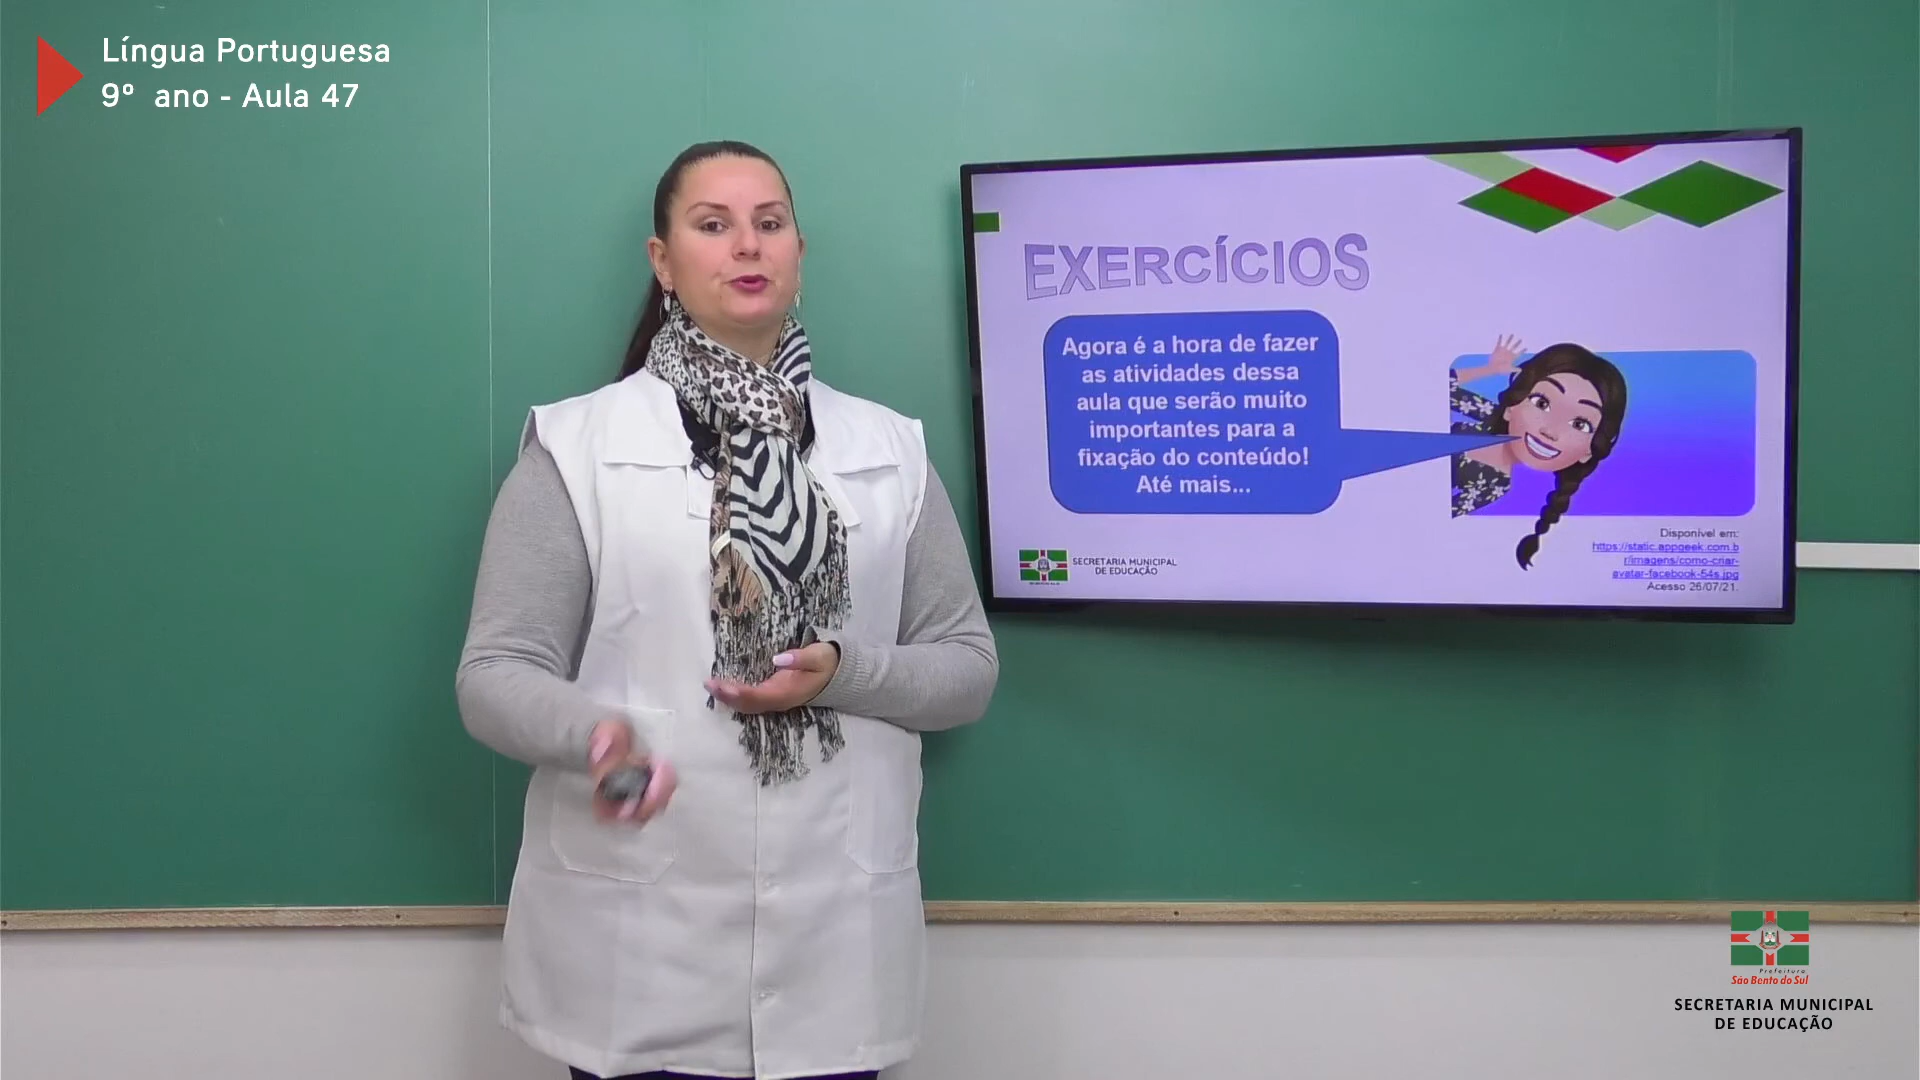 Língua Portuguesa
9º ano - Aula 47
EXERCÍCIOS
Agora é a hora de fazer
as atividades dessa
aula que serão muito
importantes para a
fixação do conteúdo!
Até mais...
Disponível em:
https://static.appgeek.com.b
r/imagens/como-criar-
avatar-facebook-54s.jpg
Acesso 26/07/21.
SECRETARIA MUNICIPAL
DE EDUCAÇÃO
Prefeitura
São Bento do Sul
SECRETARIA MUNICIPAL
DE EDUCAÇÃO